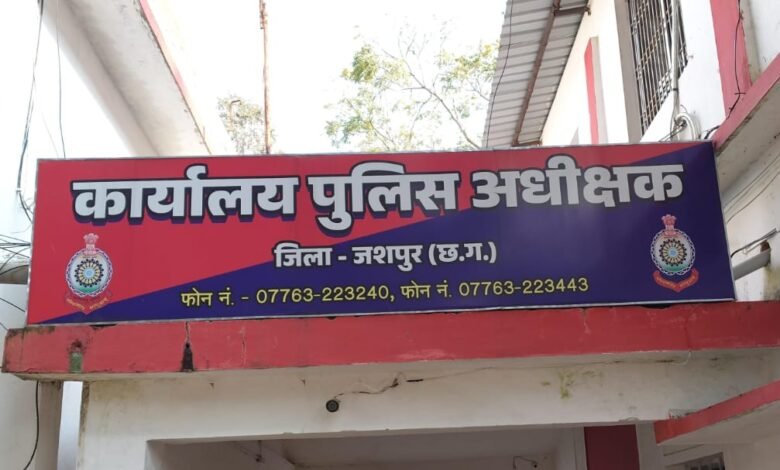 कार्यालय पुलिस अधीक्षक
जिला - जशपुर (छ.ग.)
फोन नं. - 07763-223240, फोन नं. 07763-223443